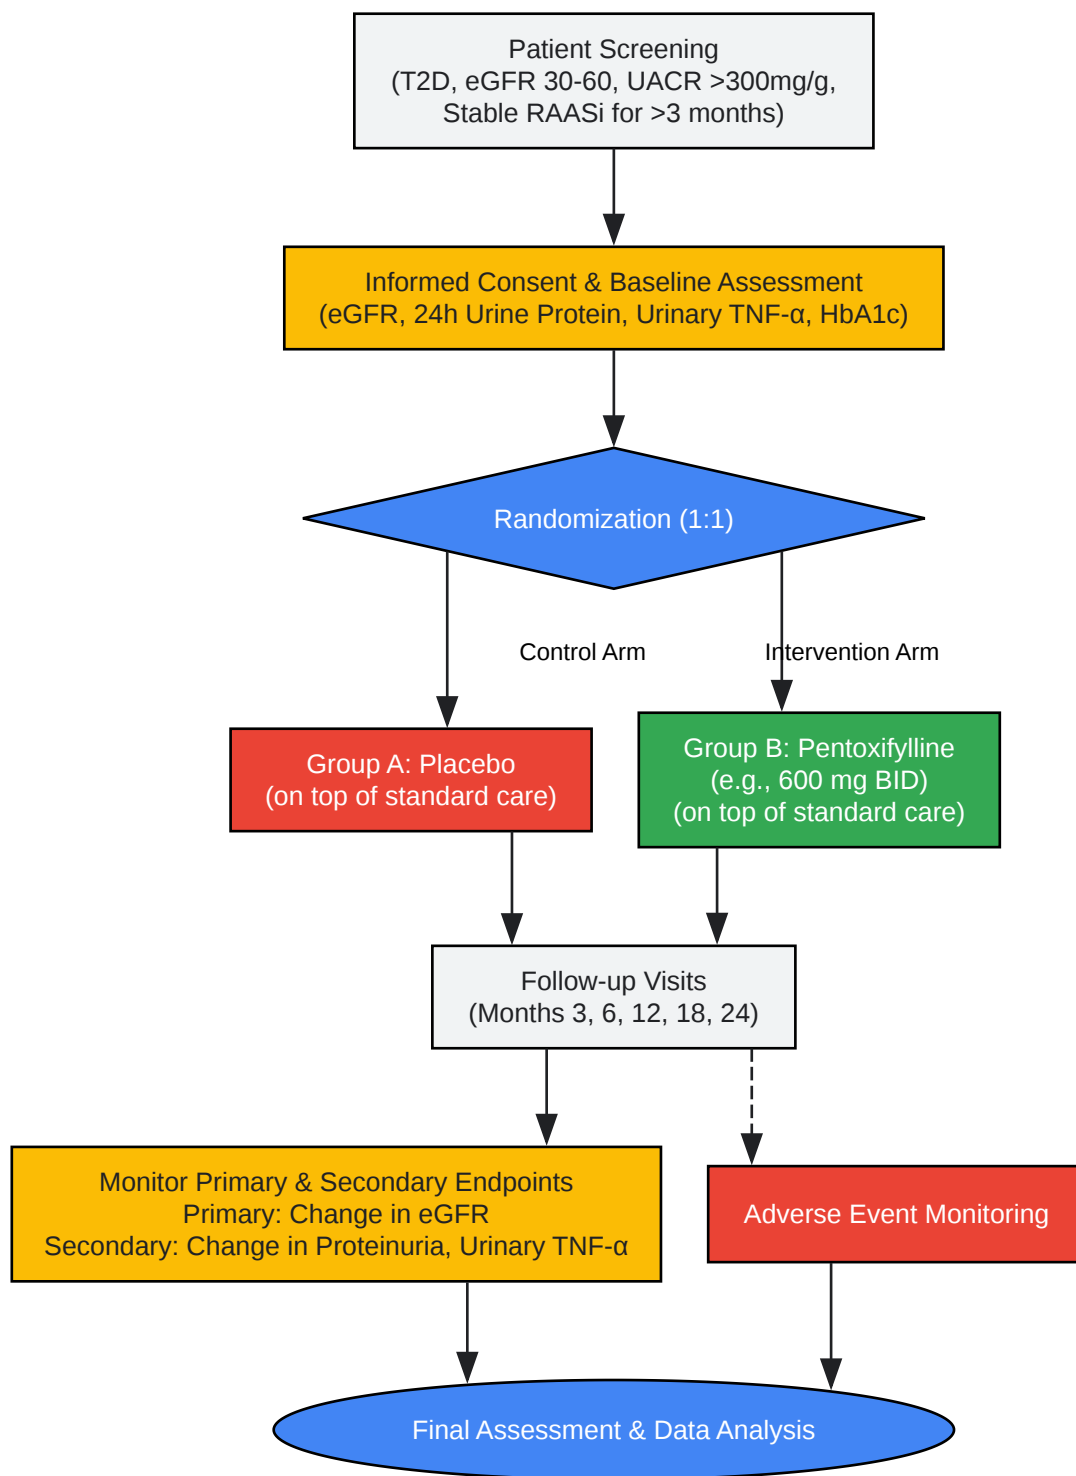 Patient Screening
(T2D, eGFR 30-60, UACR >300mg/g,
Stable RAASi for >3 months)
Informed Consent & Baseline Assessment
(eGFR, 24h Urine Protein, Urinary TNF-α, HbA1c)
Randomization (1:1)
Control Arm
Intervention Arm
Group A: Placebo
(on top of standard care)
Group B: Pentoxifylline
(e.g., 600 mg BID)
(on top of standard care)
Follow-up Visits
(Months 3, 6, 12, 18, 24)
Monitor Primary & Secondary Endpoints
Primary: Change in eGFR
Secondary: Change in Proteinuria, Urinary TNF-α
Adverse Event Monitoring
Final Assessment & Data Analysis